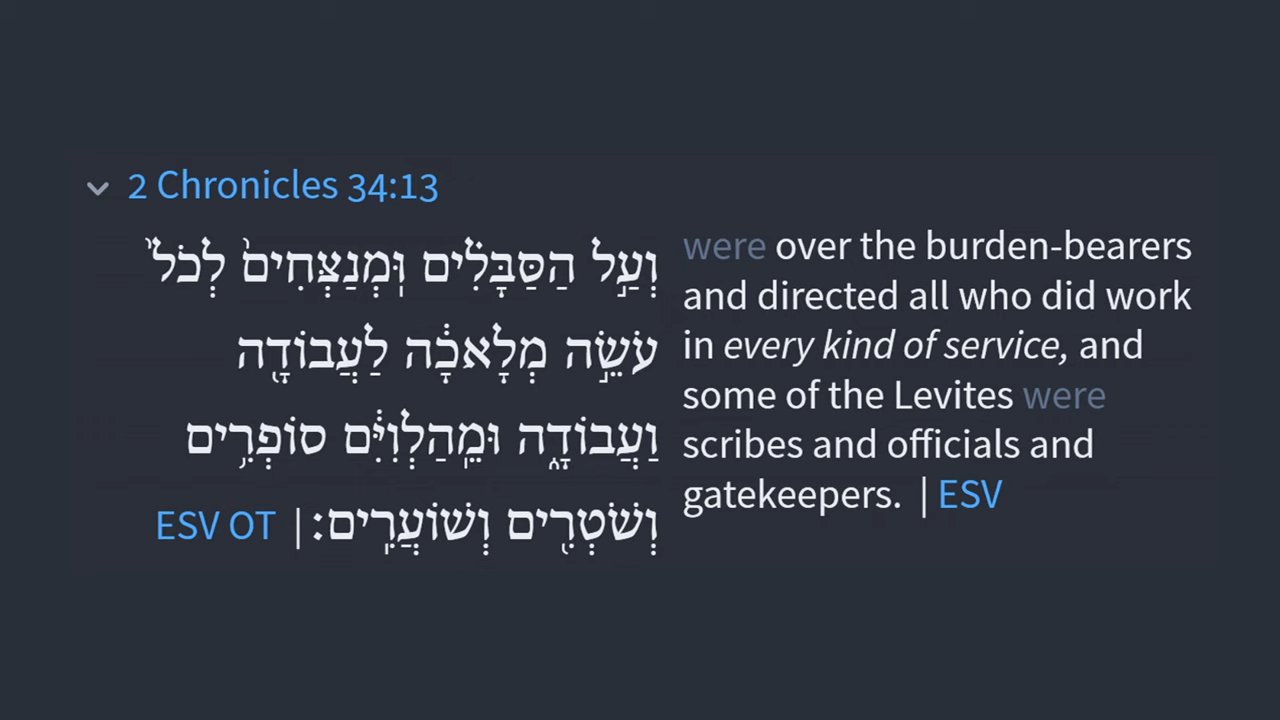 2 Chronicles 34:13
וְעַ֣ל הַסַּבָּלִ֗ים וּֽמְנַצְּחִים֙ לְכֹל֙
עֹשֵׂ֣ה מְלָאכָ֔ה לַעֲבוֹדָ֖ה
וַעֲבוֹדָ֑ה וּמֵֽהַלְוִיִּ֔ם סוֹפְרִ֥ים
וְשֹׁטְרִ֖ים וְשׁוֹעֲרִֽים׃ | ESV OT
were over the burden-bearers
and directed all who did work
in every kind of service, and
some of the Levites were
scribes and officials and
gatekeepers. | ESV